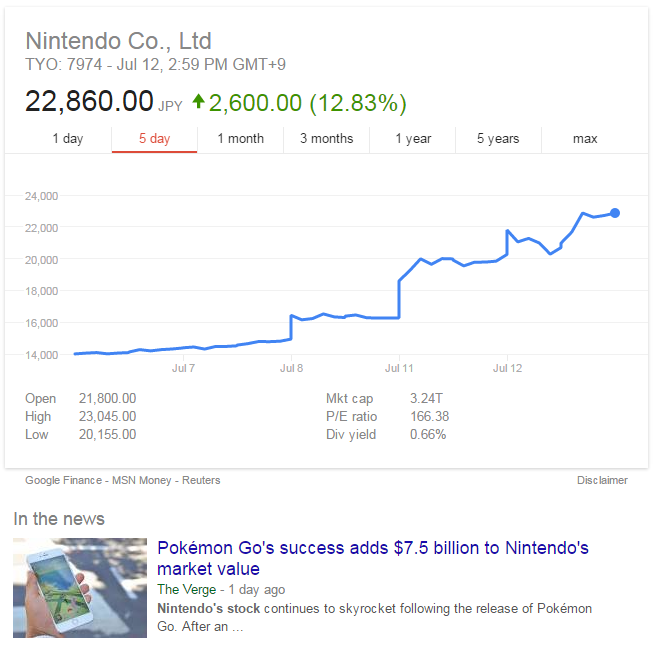 Nintendo Co., Ltd
TYO: 7974 - Jul 12, 2:59 PM GMT+9
22,860.00 JPY 2,600.00 (12.83%)
1 day 5 day 1 month 3 months 1 year 5 years max
24,000
22,000
20,000
18,000
16,000
14,000
Jul 7 Jul 8 Jul 11 Jul 12
Open 21,800.00 Mkt cap 3.24T
High 23,045.00 P/E ratio 166.38
Low 20,155.00 Div yield 0.66%
Google Finance - MSN Money - Reuters Disclaimer
In the news
Pokémon Go's success adds $7.5 billion to Nintendo's
market value
The Verge - 1 day ago
Nintendo's stock continues to skyrocket following the release of Pokémon
Go. After an ...